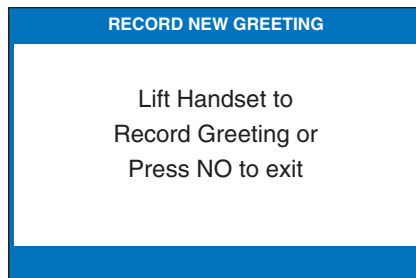 RECORD NEW GREETING
Lift Handset to
Record Greeting or
Press NO to exit